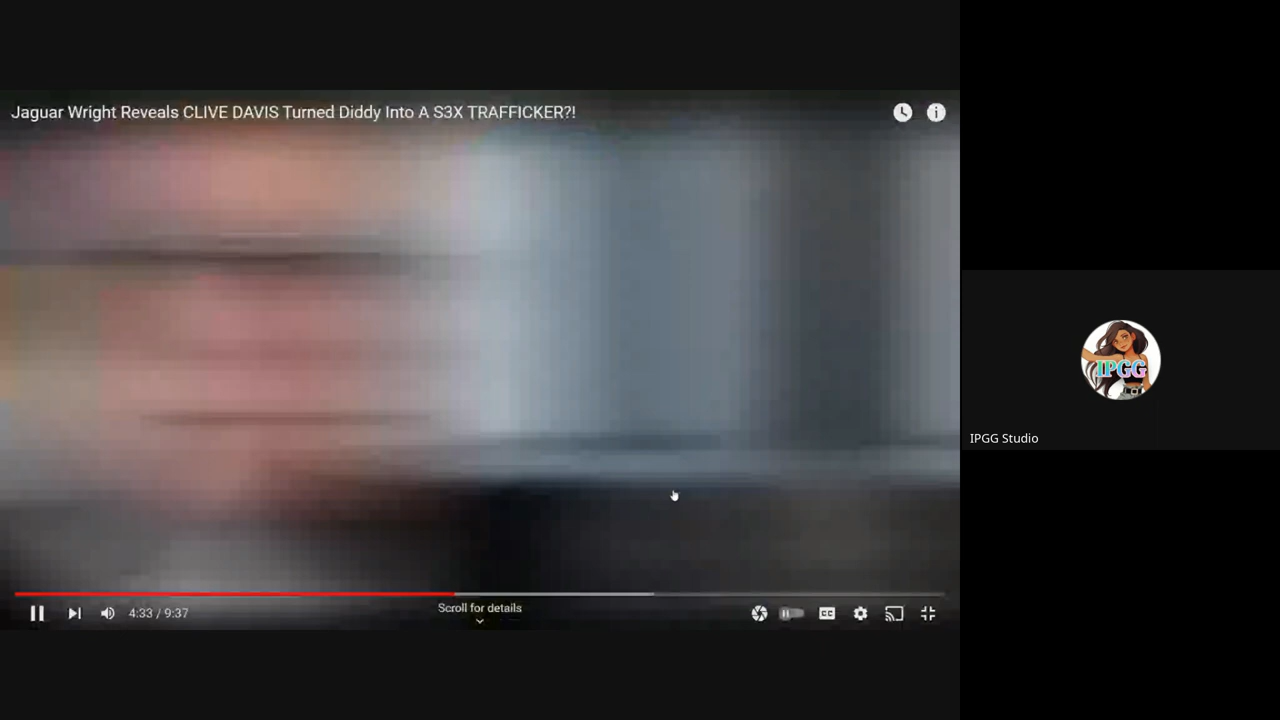 Jaguar Wright Reveals CLIVE DAVIS Turned Diddy Into A S3X TRAFFICKER?!
IPGG
IPGG Studio
Scroll for details
4:33 / 9:37
CC